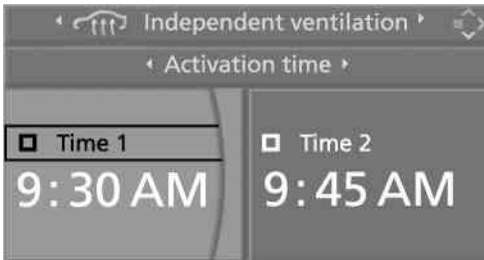 Independent ventilation
Activation time
Time 1
Time 2
9:30 AM
9:45 AM